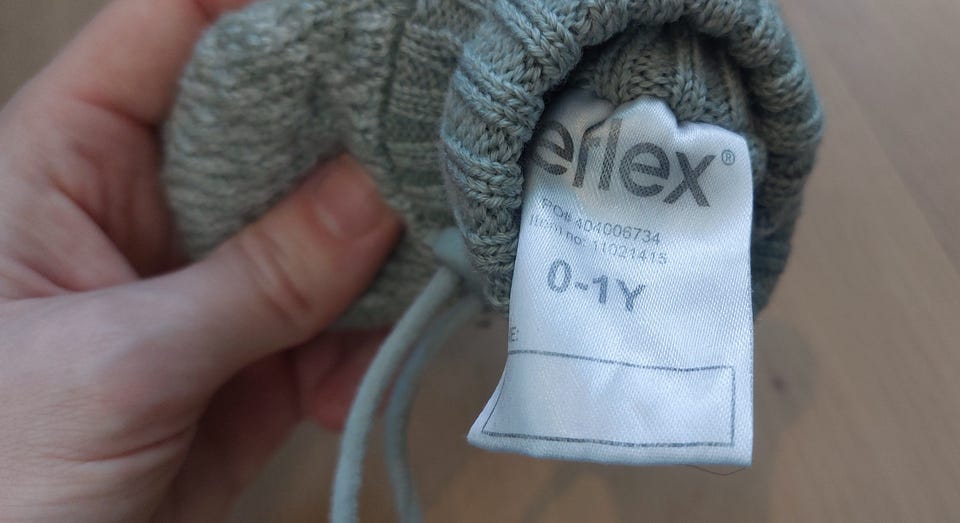 eflex®
PO# 404006734
Item no: 11021415
0-1Y
E: